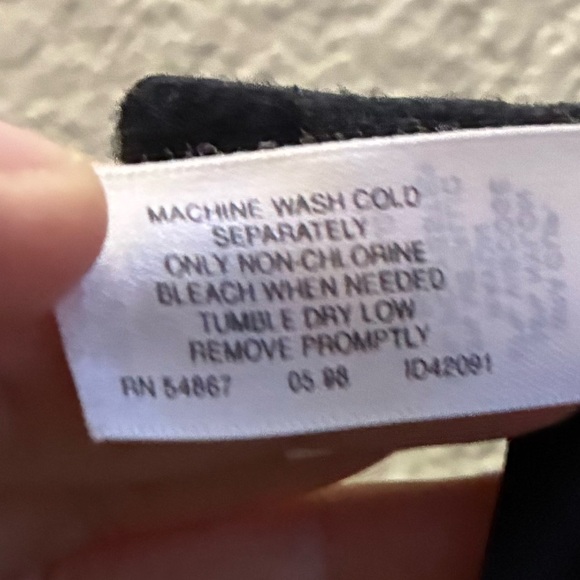 MACHINE WASH COLD
SEPARATELY
ONLY NON-CHLORINE
BLEACH WHEN NEEDED
TUMBLE DRY LOW
REMOVE PROMPTLY
RN 54867 05 98 ID42091